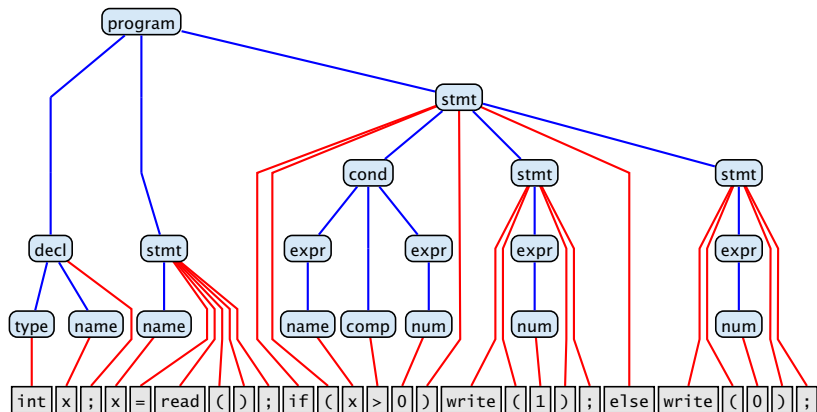 program
stmt
cond stmt stmt
decl stmt expr expr expr expr
type name name name comp num num num
int x ; x = read ( ) ; if ( x > 0 ) write ( 1 ) ; else write ( 0 ) ;